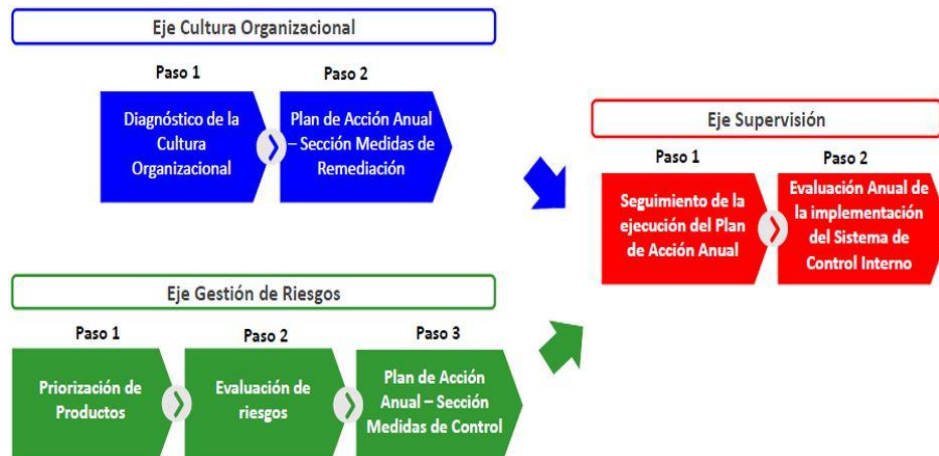 Eje Cultura Organizacional
Paso 1
Paso 2
Diagnóstico de la
Cultura
Organizacional
Plan de Acción Anual
– Sección Medidas de
Remediación
Eje Gestión de Riesgos
Paso 1
Paso 2
Paso 3
Priorización de
Productos
Evaluación de
riesgos
Plan de Acción
Anual – Sección
Medidas de Control
Eje Supervisión
Paso 1
Paso 2
Seguimiento de la
ejecución del Plan
de Acción Anual
Evaluación Anual de
la implementación
del Sistema de
Control Interno